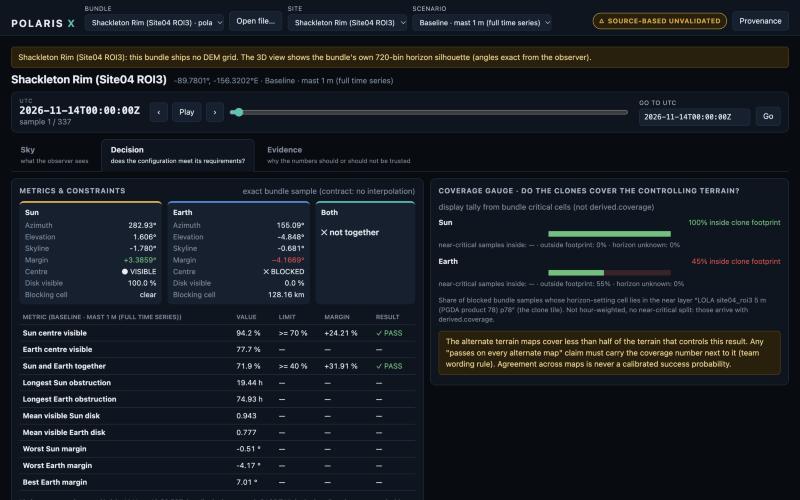 POLARIS X
BUNDLE
Shackleton Rim (Site04 ROI3) · pola
Open file...
SITE
Shackleton Rim (Site04 ROI3)
SCENARIO
Baseline · mast 1 m (full time series)
⚠ SOURCE-BASED UNVALIDATED
Provenance
Shackleton Rim (Site04 ROI3): this bundle ships no DEM grid. The 3D view shows the bundle's own 720-bin horizon silhouette (angles exact from the observer).
Shackleton Rim (Site04 ROI3) -89.7801°, -156.3202°E · Baseline · mast 1 m (full time series)
UTC
2026-11-14T00:00:00Z
sample 1 / 337
‹ Play ›
GO TO UTC
2026-11-14T00:00:00Z
Go
Sky
what the observer sees
Decision
does the configuration meet its requirements?
Evidence
why the numbers should or should not be trusted
METRICS & CONSTRAINTS
exact bundle sample (contract: no interpolation)
Sun
Azimuth 282.93°
Elevation 1.606°
Skyline -1.780°
Margin +3.3859°
Centre ● VISIBLE
Disk visible 100.0 %
Blocking cell clear
Earth
Azimuth 155.09°
Elevation -4.848°
Skyline -0.681°
Margin -4.1669°
Centre ✕ BLOCKED
Disk visible 0.0 %
Blocking cell 128.16 km
Both
✕ not together
METRIC (BASELINE · MAST 1 M (FULL TIME SERIES)) VALUE LIMIT MARGIN RESULT
Sun centre visible 94.2 % >= 70 % +24.21 % ✓ PASS
Earth centre visible 77.7 % — — —
Sun and Earth together 71.9 % >= 40 % +31.91 % ✓ PASS
Longest Sun obstruction 19.44 h — — —
Longest Earth obstruction 74.93 h — — —
Mean visible Sun disk 0.943 — — —
Mean visible Earth disk 0.777 — — —
Worst Sun margin -0.51 ° — — —
Worst Earth margin -4.17 ° — — —
Best Earth margin 7.01 ° — — —
COVERAGE GAUGE · DO THE CLONES COVER THE CONTROLLING TERRAIN?
display tally from bundle critical cells (not derived.coverage)
Sun 100% inside clone footprint
near-critical samples inside: — · outside footprint: 0% · horizon unknown: 0%
Earth 45% inside clone footprint
near-critical samples inside: — · outside footprint: 55% · horizon unknown: 0%
Share of blocked bundle samples whose horizon-setting cell lies in the near layer "LOLA site04_roi3 5 m
(PGDA product 78) p78" (the clone tile). Not hour-weighted, no near-critical split: those arrive with
derived.coverage.
The alternate terrain maps cover less than half of the terrain that controls this result. Any
"passes on every alternate map" claim must carry the coverage number next to it (team
wording rule). Agreement across maps is never a calibrated success probability.